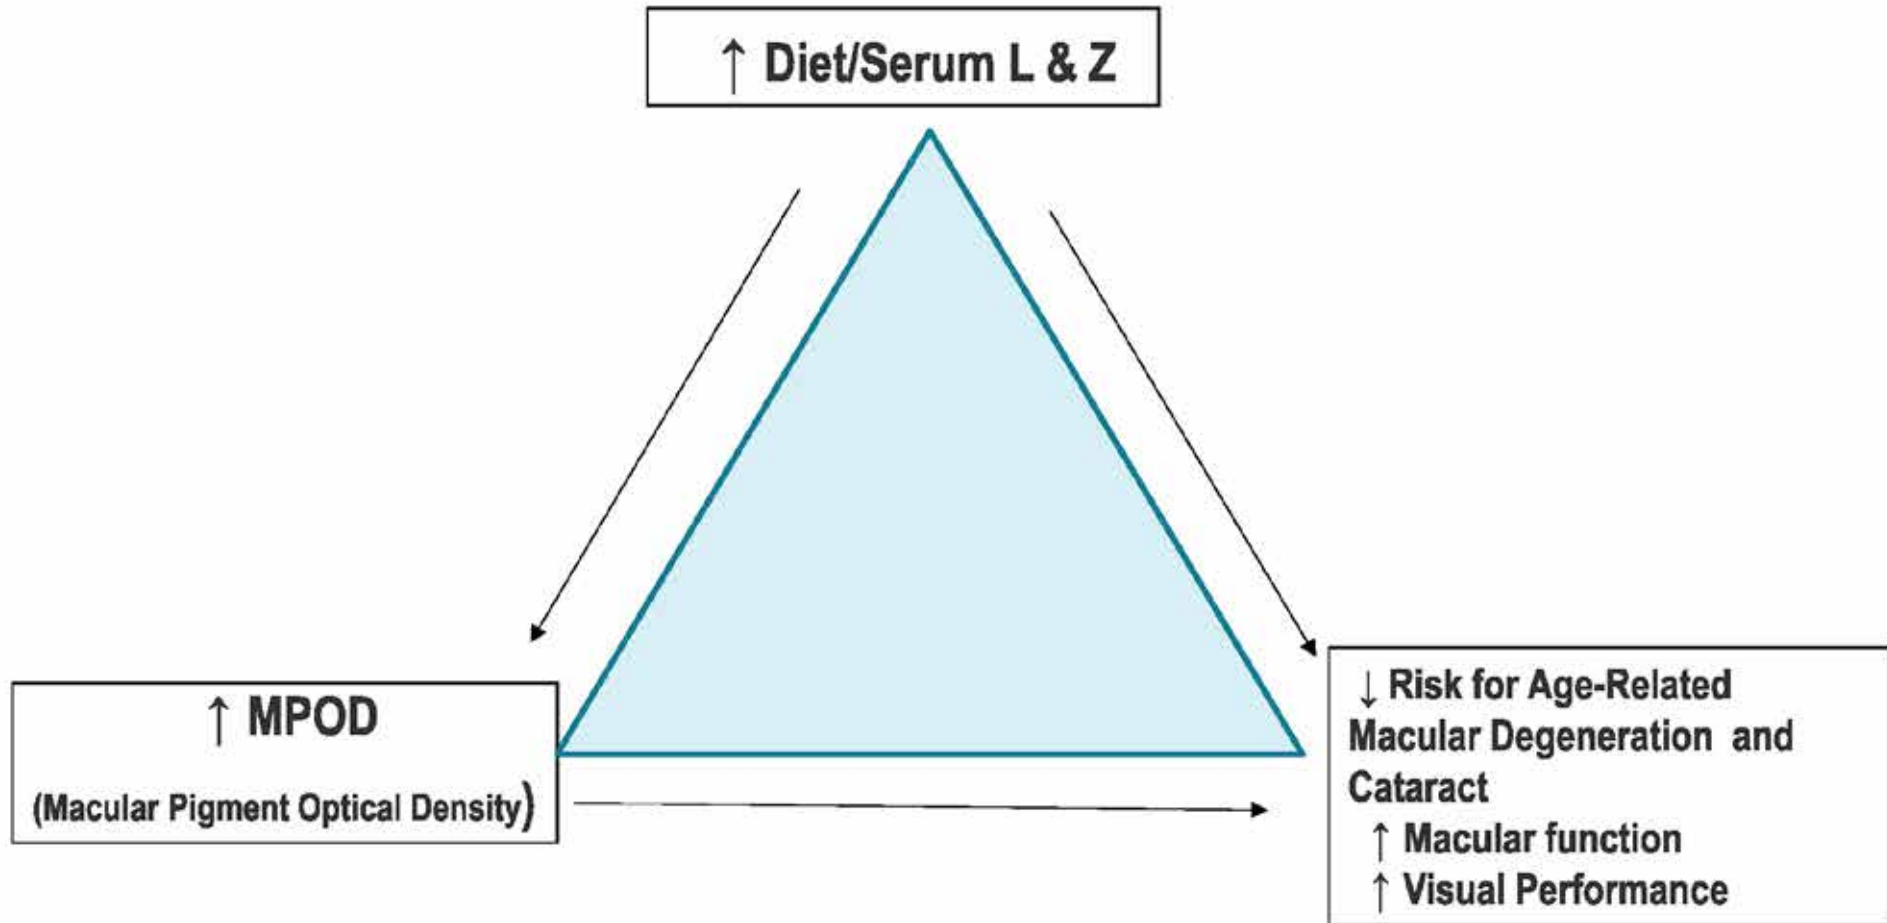 ↑ Diet/Serum L & Z
↑ MPOD
(Macular Pigment Optical Density)
↓ Risk for Age-Related
Macular Degeneration and
Cataract
↑ Macular function
↑ Visual Performance